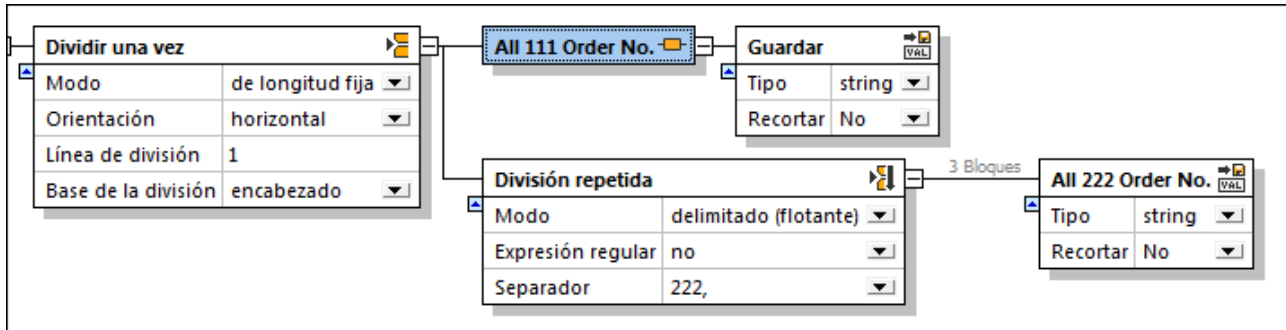 Dividir una vez
Modo de longitud fija
Orientación horizontal
Línea de división 1
Base de la división encabezado
All 111 Order No.
Guardar
VAL
Tipo string
Recortar No
División repetida
Modo delimitado (flotante)
Expresión regular no
Separador 222,
3 Bloques
All 222 Order No.
VAL
Tipo string
Recortar No